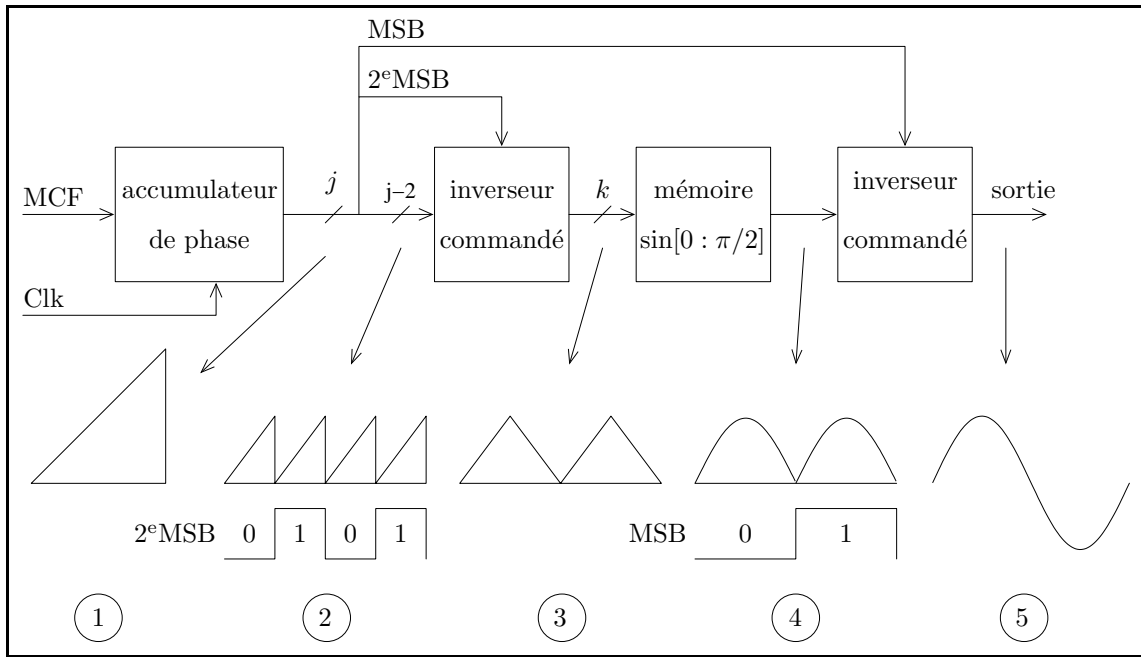 MSB
2ᵉMSB
MCF
accumulateur
de phase
j
j–2
inverseur
commandé
k
mémoire
sin[0 : π/2]
inverseur
commandé
sortie
Clk
2ᵉMSB 0 1 0 1
MSB 0 1
1 2 3 4 5